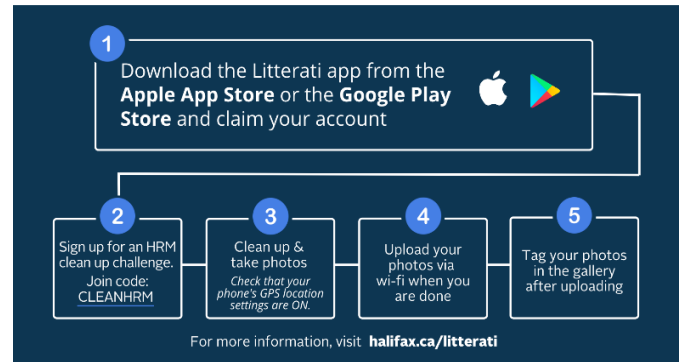 1
Download the Litterati app from the
Apple App Store or the Google Play
Store and claim your account
2
Sign up for an HRM
clean up challenge.
Join code:
CLEANHRM
3
Clean up &
take photos
Check that your
phone's GPS location
settings are ON.
4
Upload your
photos via
wi-fi when you
are done
5
Tag your photos
in the gallery
after uploading
For more information, visit halifax.ca/litterati